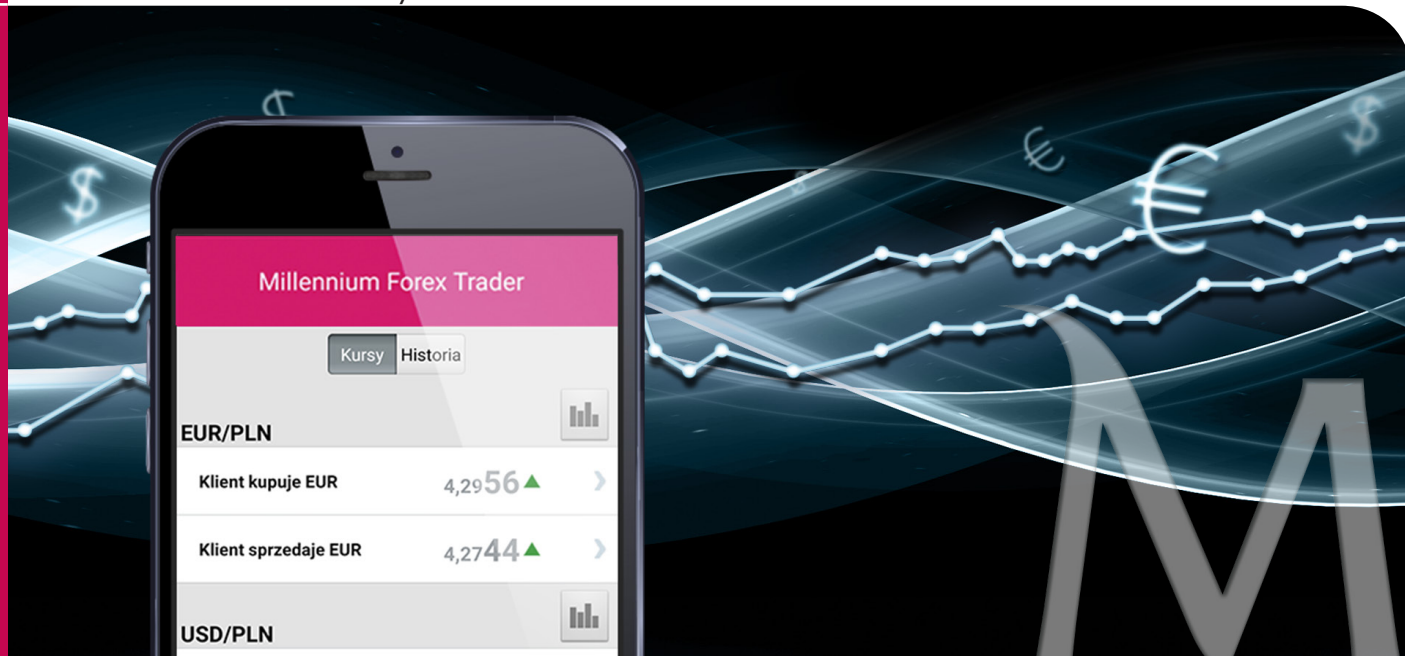 Millennium Forex Trader
Kursy Historia
EUR/PLN
Klient kupuje EUR 4,2956
Klient sprzedaje EUR 4,2744
USD/PLN
M